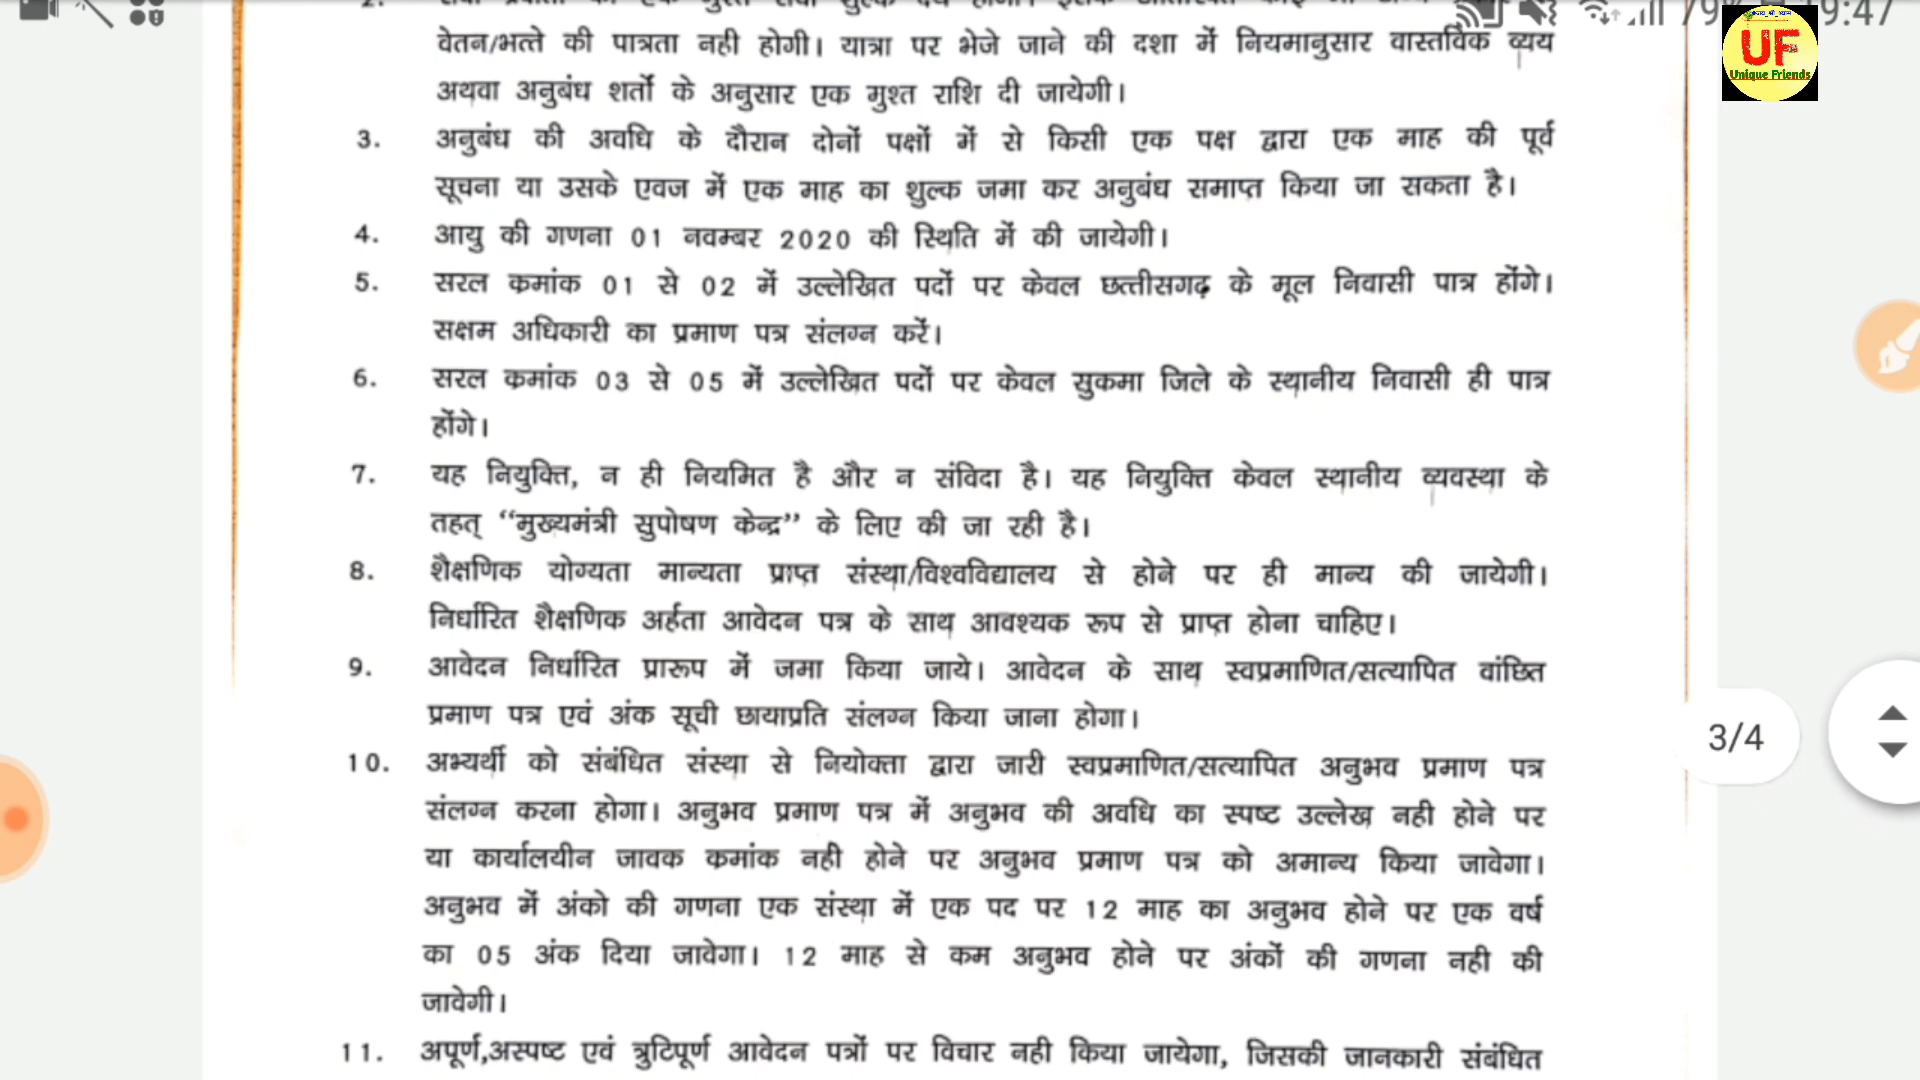 वेतन/भत्ते की पात्रता नही होगी। यात्रा पर भेजे जाने की दशा में नियमानुसार वास्तविक व्यय
अथवा अनुबंध शर्तो के अनुसार एक मुश्त राशि दी जायेगी।
3. अनुबंध की अवधि के दौरान दोनों पक्षों में से किसी एक पक्ष द्वारा एक माह की पूर्व
सूचना या उसके एवज में एक माह का शुल्क जमा कर अनुबंध समाप्त किया जा सकता है।
4. आयु की गणना 01 नवम्बर 2020 की स्थिति में की जायेगी।
5. सरल क्रमांक 01 से 02 में उल्लेखित पदों पर केवल छत्तीसगढ़ के मूल निवासी पात्र होंगे।
सक्षम अधिकारी का प्रमाण पत्र संलग्न करें।
6. सरल क्रमांक 03 से 05 में उल्लेखित पदों पर केवल सुकमा जिले के स्थानीय निवासी ही पात्र
होंगे।
7. यह नियुक्ति, न ही नियमित है और न संविदा है। यह नियुक्ति केवल स्थानीय व्यवस्था के
तहत् “मुख्यमंत्री सुपोषण केन्द्र” के लिए की जा रही है।
8. शैक्षणिक योग्यता मान्यता प्राप्त संस्था/विश्वविद्यालय से होने पर ही मान्य की जायेगी।
निर्धारित शैक्षणिक अर्हता आवेदन पत्र के साथ आवश्यक रूप से प्राप्त होना चाहिए।
9. आवेदन निर्धारित प्रारूप में जमा किया जाये। आवेदन के साथ स्वप्रमाणित/सत्यापित वांछित
प्रमाण पत्र एवं अंक सूची छायाप्रति संलग्न किया जाना होगा।
10. अभ्यर्थी को संबंधित संस्था से नियोक्ता द्वारा जारी स्वप्रमाणित/सत्यापित अनुभव प्रमाण पत्र
संलग्न करना होगा। अनुभव प्रमाण पत्र में अनुभव की अवधि का स्पष्ट उल्लेख नही होने पर
या कार्यालयीन जावक क्रमांक नही होने पर अनुभव प्रमाण पत्र को अमान्य किया जावेगा।
अनुभव में अंको की गणना एक संस्था में एक पद पर 12 माह का अनुभव होने पर एक वर्ष
का 05 अंक दिया जावेगा। 12 माह से कम अनुभव होने पर अंकों की गणना नही की
जावेगी।
11. अपूर्ण,अस्पष्ट एवं त्रुटिपूर्ण आवेदन पत्रों पर विचार नही किया जायेगा, जिसकी जानकारी संबंधित
19:47
UF
Unique Friends
3/4